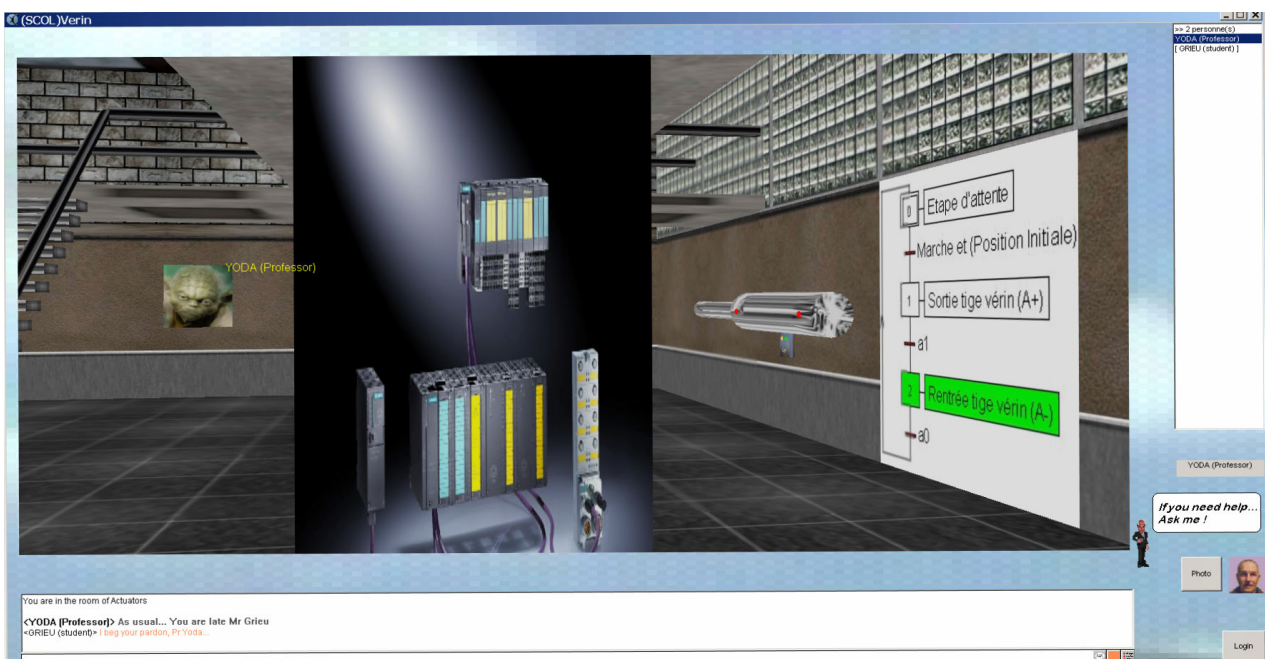 (SCOL)Verin
>> 2 personne(s)
YODA (Professor)
[ GRIEU (student) ]
YODA (Professor)
0
Etape d'attente
Marche et (Position Initiale)
1
Sortie tige vérin (A+)
a1
2
Rentrée tige vérin (A-)
a0
YODA (Professor)
If you need help...
Ask me !
Photo
You are in the room of Actuators
<YODA (Professor)> As usual... You are late Mr Grieu
<GRIEU (student)> I beg your pardon, Pr Yoda...
Login